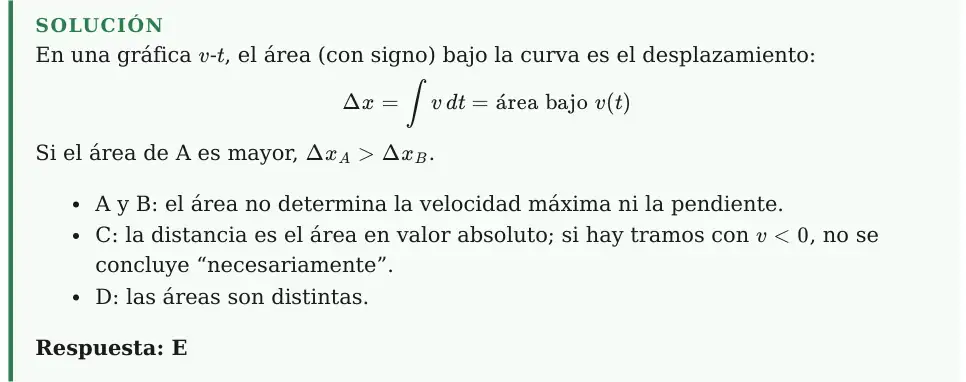 SOLUCIÓN
En una gráfica v-t, el área (con signo) bajo la curva es el desplazamiento:
Δx = ∫ v dt = área bajo v(t)
Si el área de A es mayor, Δx_A > Δx_B.
• A y B: el área no determina la velocidad máxima ni la pendiente.
• C: la distancia es el área en valor absoluto; si hay tramos con v < 0, no se
concluye “necesariamente”.
• D: las áreas son distintas.
Respuesta: E